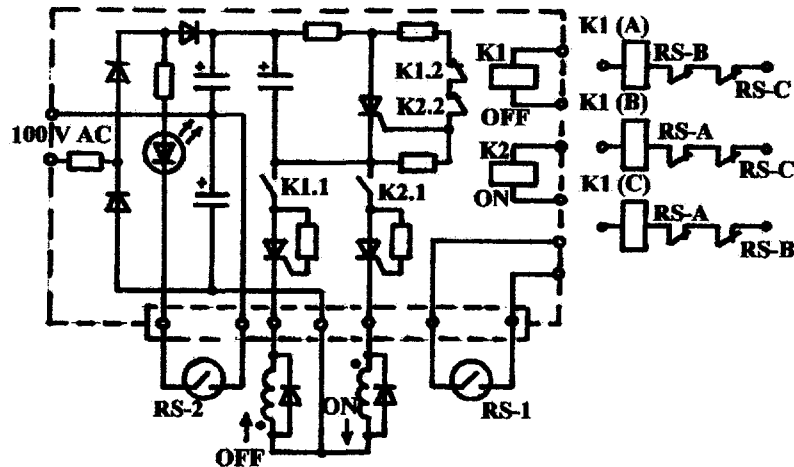 K1 (A)
K1
RS-B
RS-C
K1.2
K2.2
OFF
K1 (B)
100 V AC
RS-A
RS-C
K2
K1.1
K2.1
ON
K1 (C)
RS-A
RS-B
RS-2
ON
RS-1
OFF